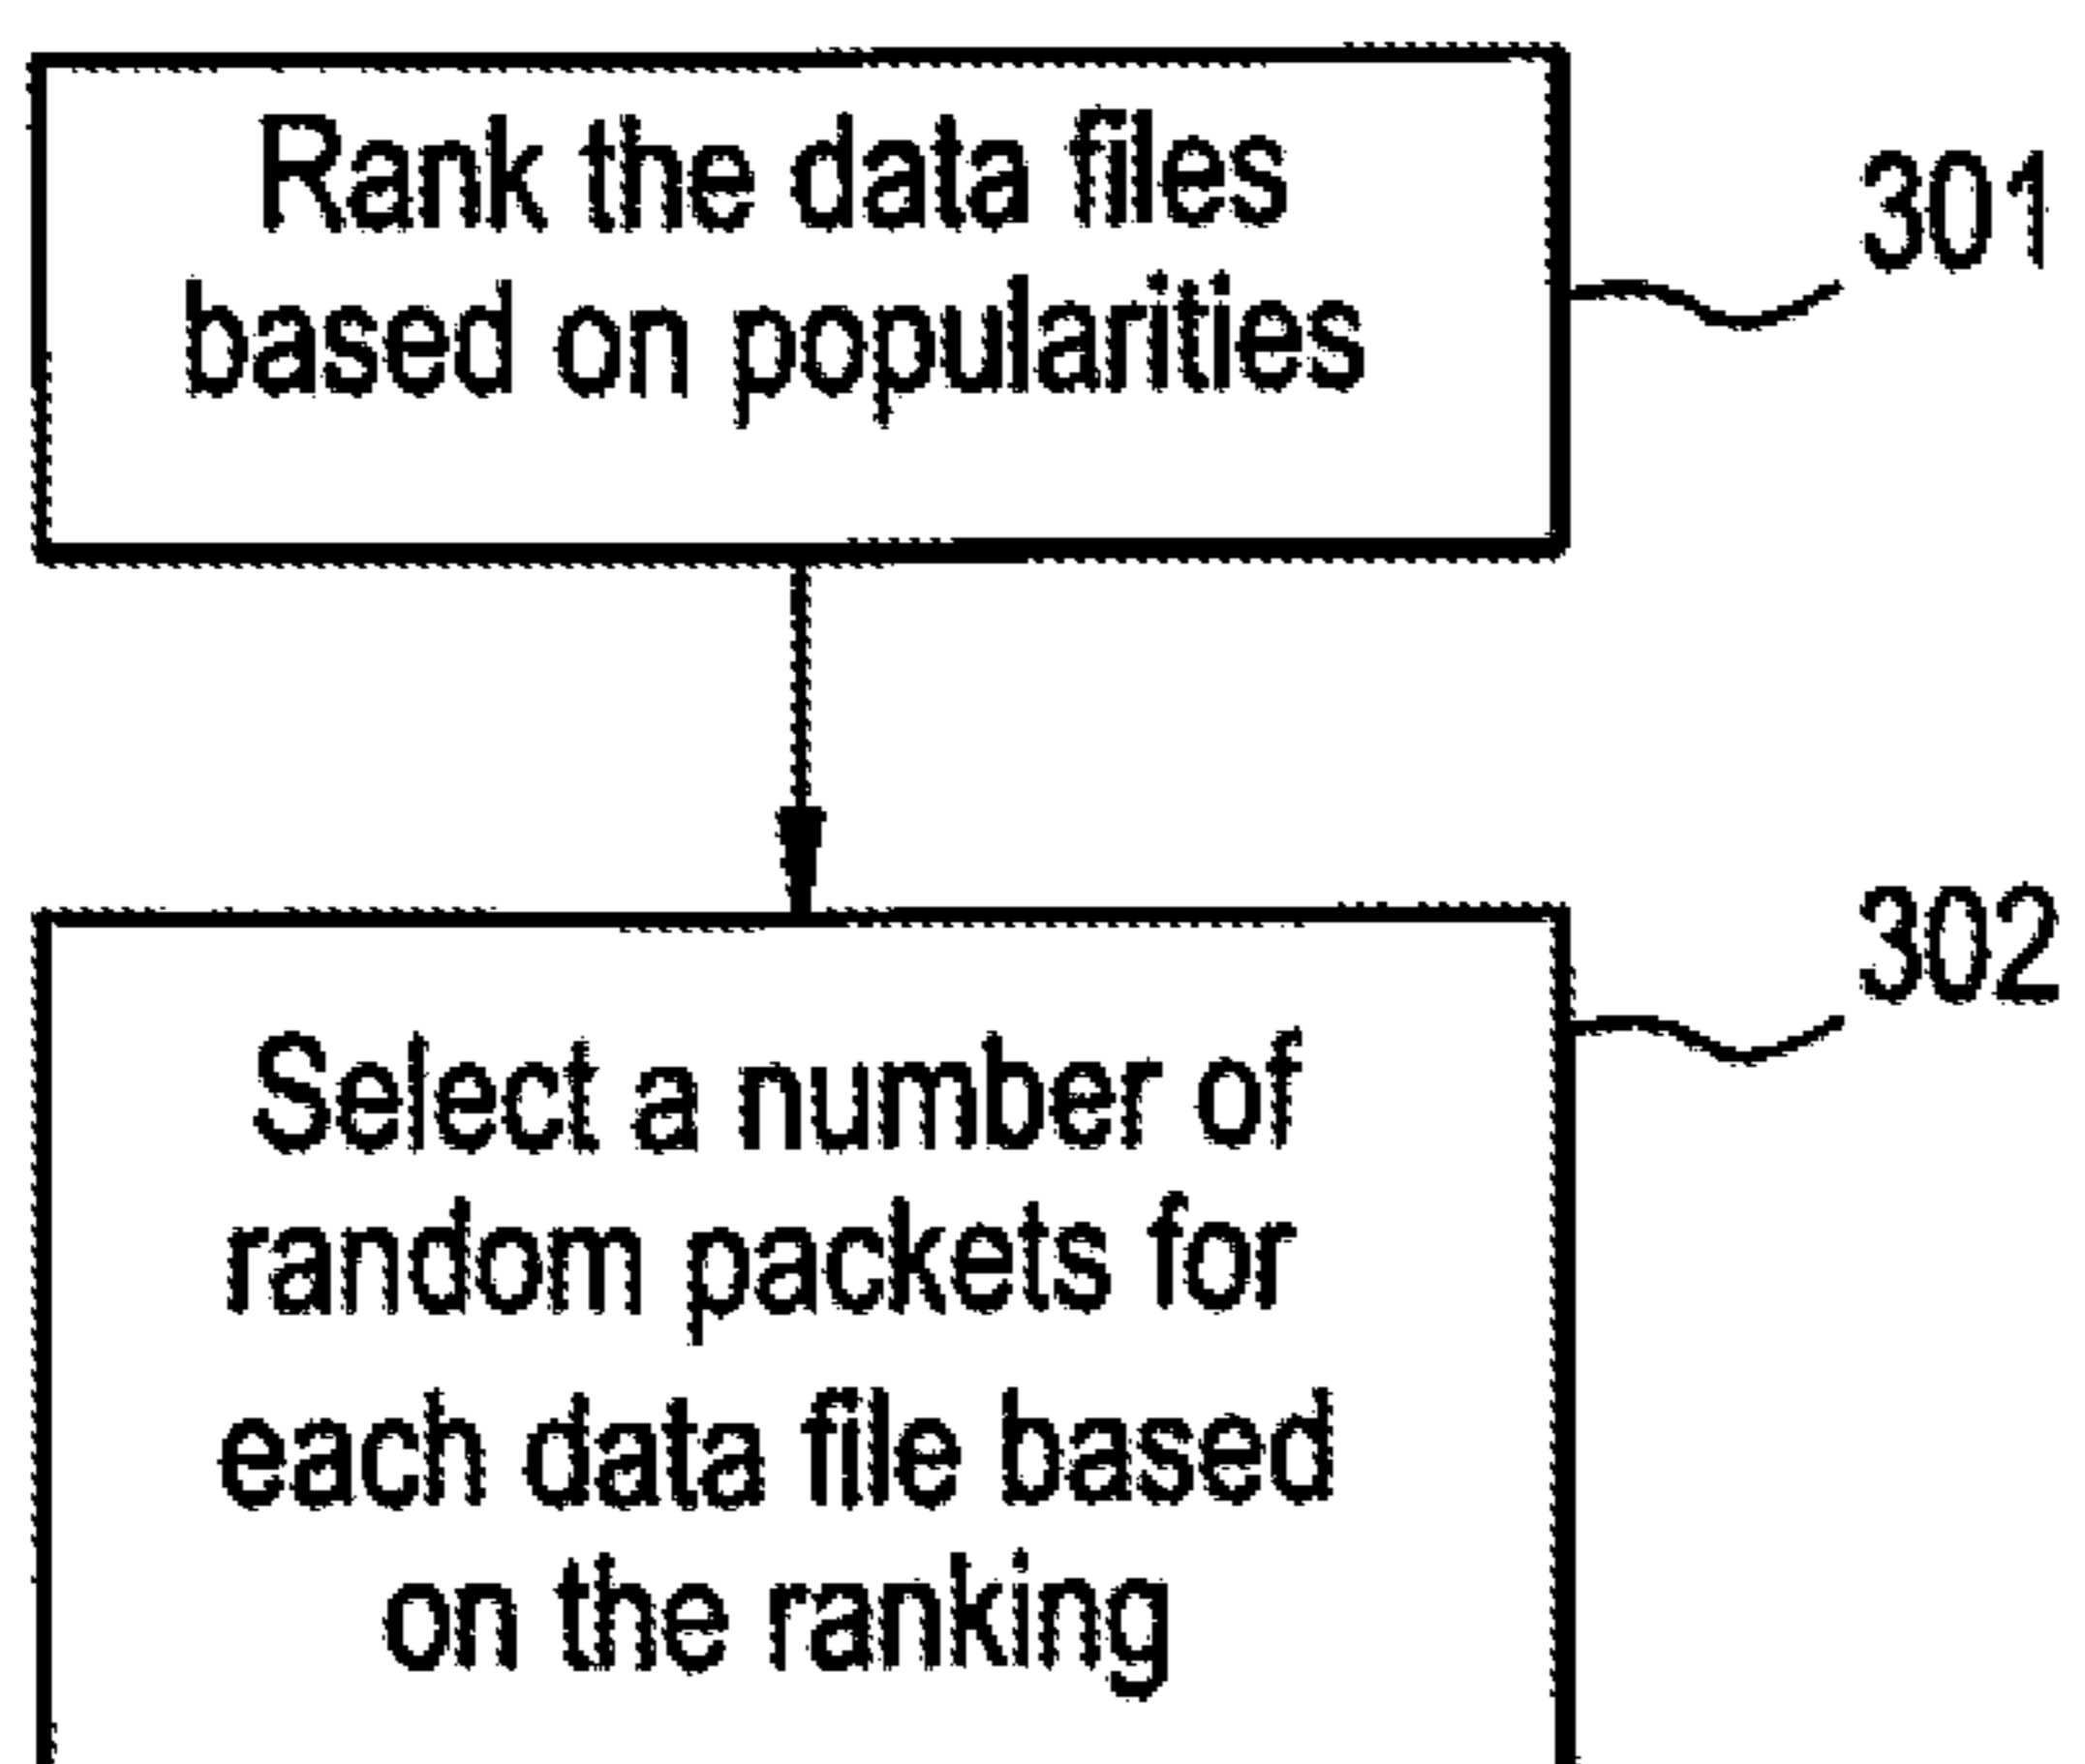 Rank the data files
based on popularities
301
302
Select a number of
random packets for
each data file based
on the ranking